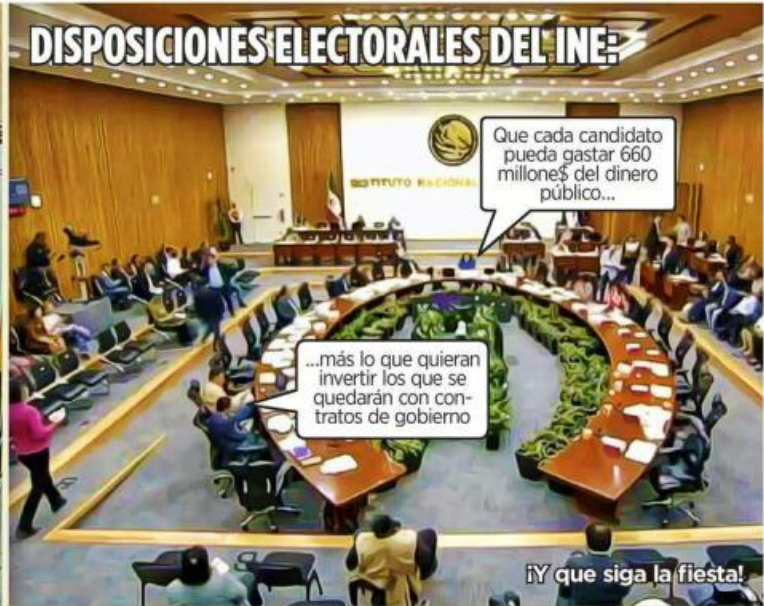 DISPOSICIONES ELECTORALES DEL INE:
Que cada candidato
pueda gastar 660
millone$ del dinero
público...
...más lo que quieran
invertir los que se
quedarán con con-
tratos de gobierno
¡Y que siga la fiesta!